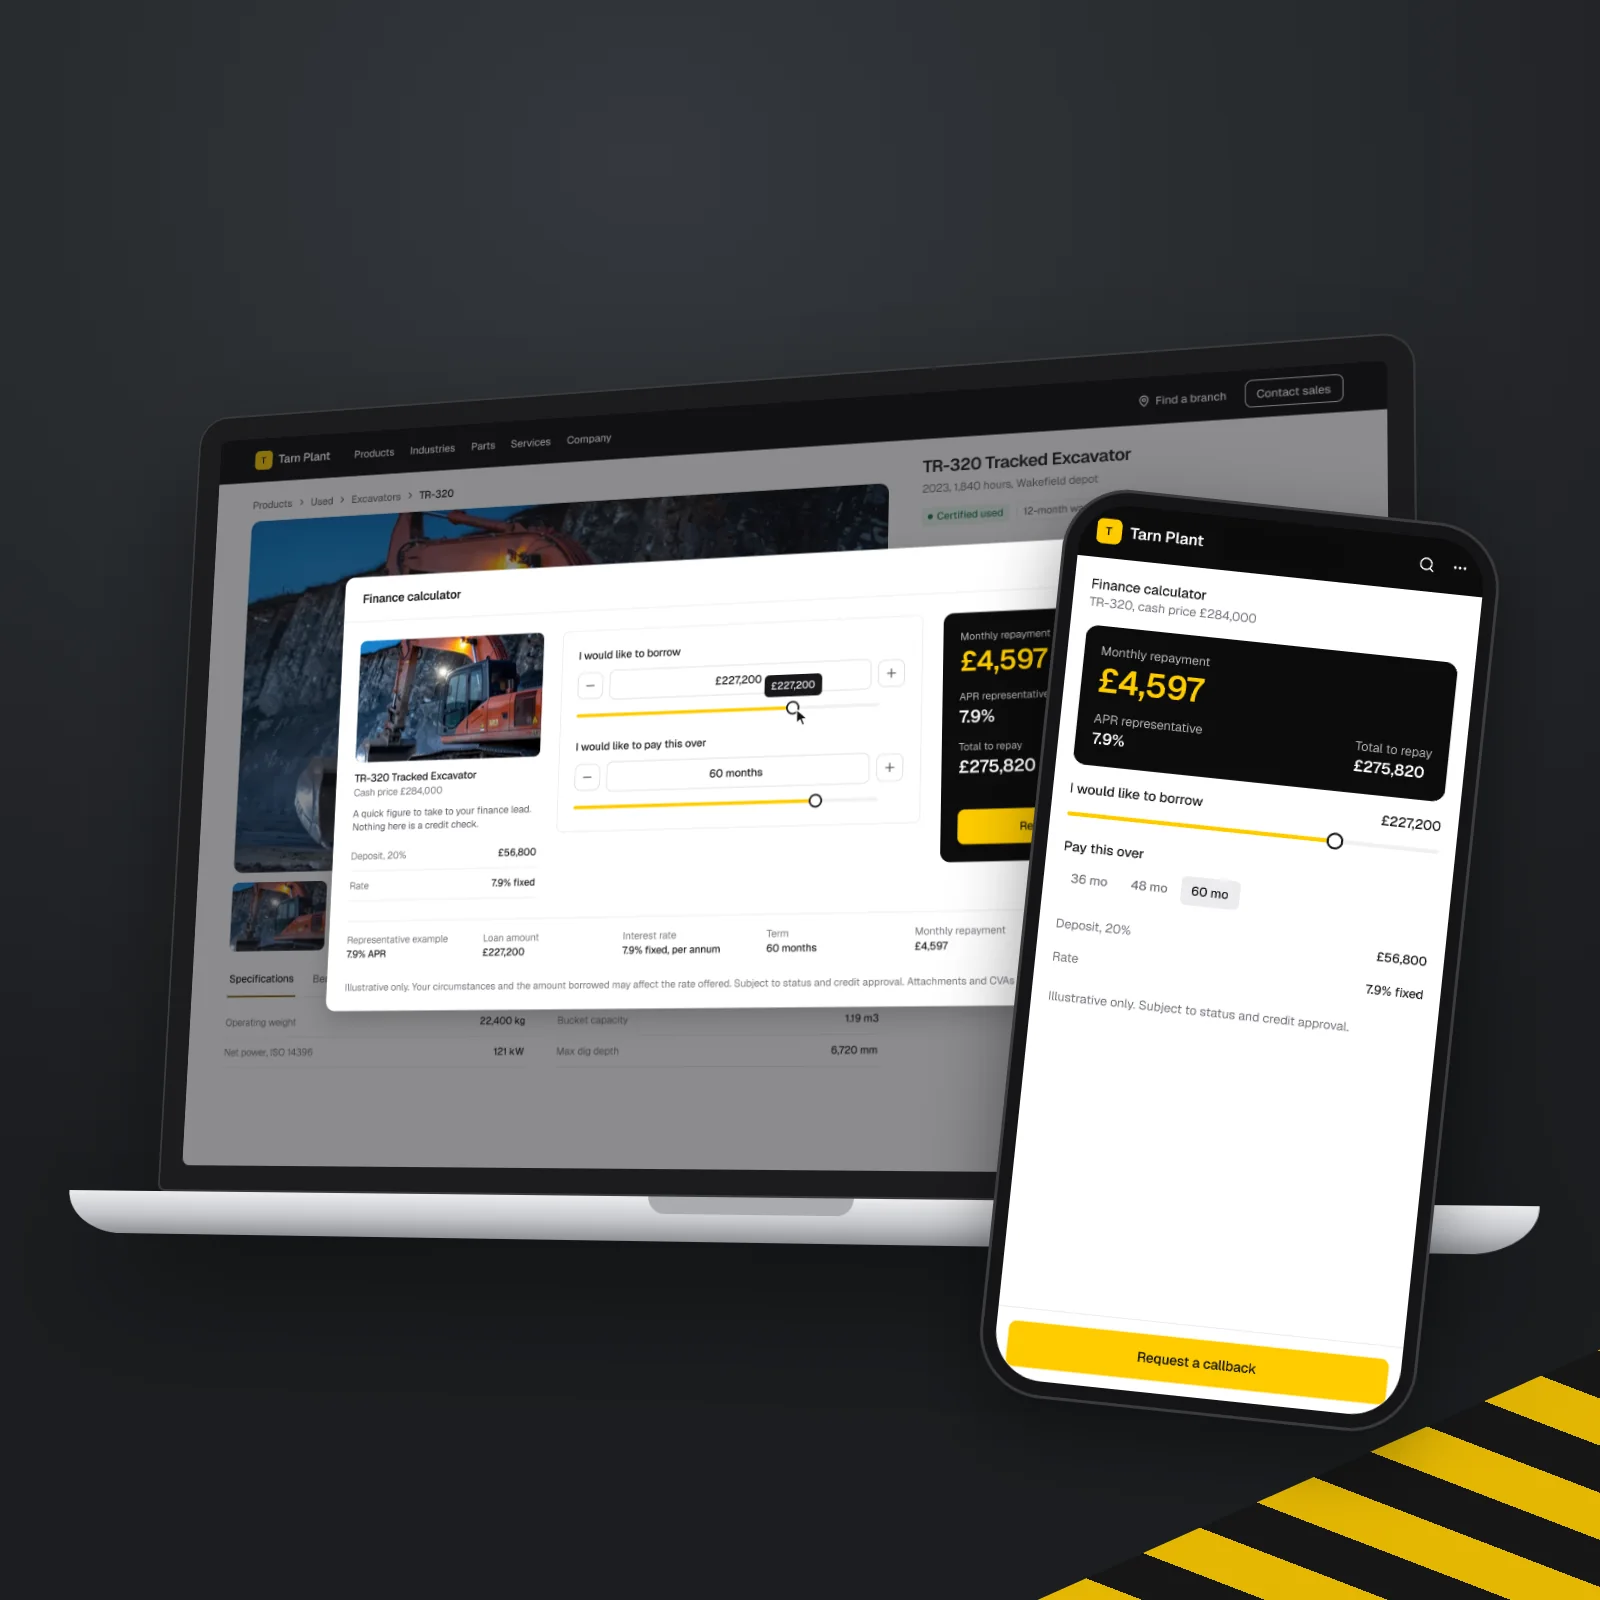 T Tarn Plant Products Industries Parts Services Company Find a branch Contact sales
Products > Used > Excavators > TR-320
TR-320 Tracked Excavator
2023, 1,840 hours, Wakefield depot
Certified used
12-month
Finance calculator
TR-320 Tracked Excavator
Cash price £284,000
A quick figure to take to your finance lead.
Nothing here is a credit check.
Deposit, 20% £56,800
Rate 7.9% fixed
I would like to borrow
− £227,200 +
£227,200
I would like to pay this over
− 60 months +
Monthly repayment
£4,597
APR representative
7.9%
Total to repay
£275,820
Representative example
7.9% APR
Loan amount
£227,200
Interest rate
7.9% fixed, per annum
Term
60 months
Monthly repayment
£4,597
Illustrative only. Your circumstances and the amount borrowed may affect the rate offered. Subject to status and credit approval. Attachments and CVAs
Specifications
Operating weight 22,400 kg Bucket capacity 1.19 m3
Net power, ISO 14396 121 kW Max dig depth 6,720 mm
T Tarn Plant
Finance calculator
TR-320, cash price £284,000
Monthly repayment
£4,597
APR representative
7.9%
Total to repay
£275,820
I would like to borrow £227,200
Pay this over
36 mo 48 mo 60 mo
Deposit, 20% £56,800
Rate 7.9% fixed
Illustrative only. Subject to status and credit approval.
Request a callback